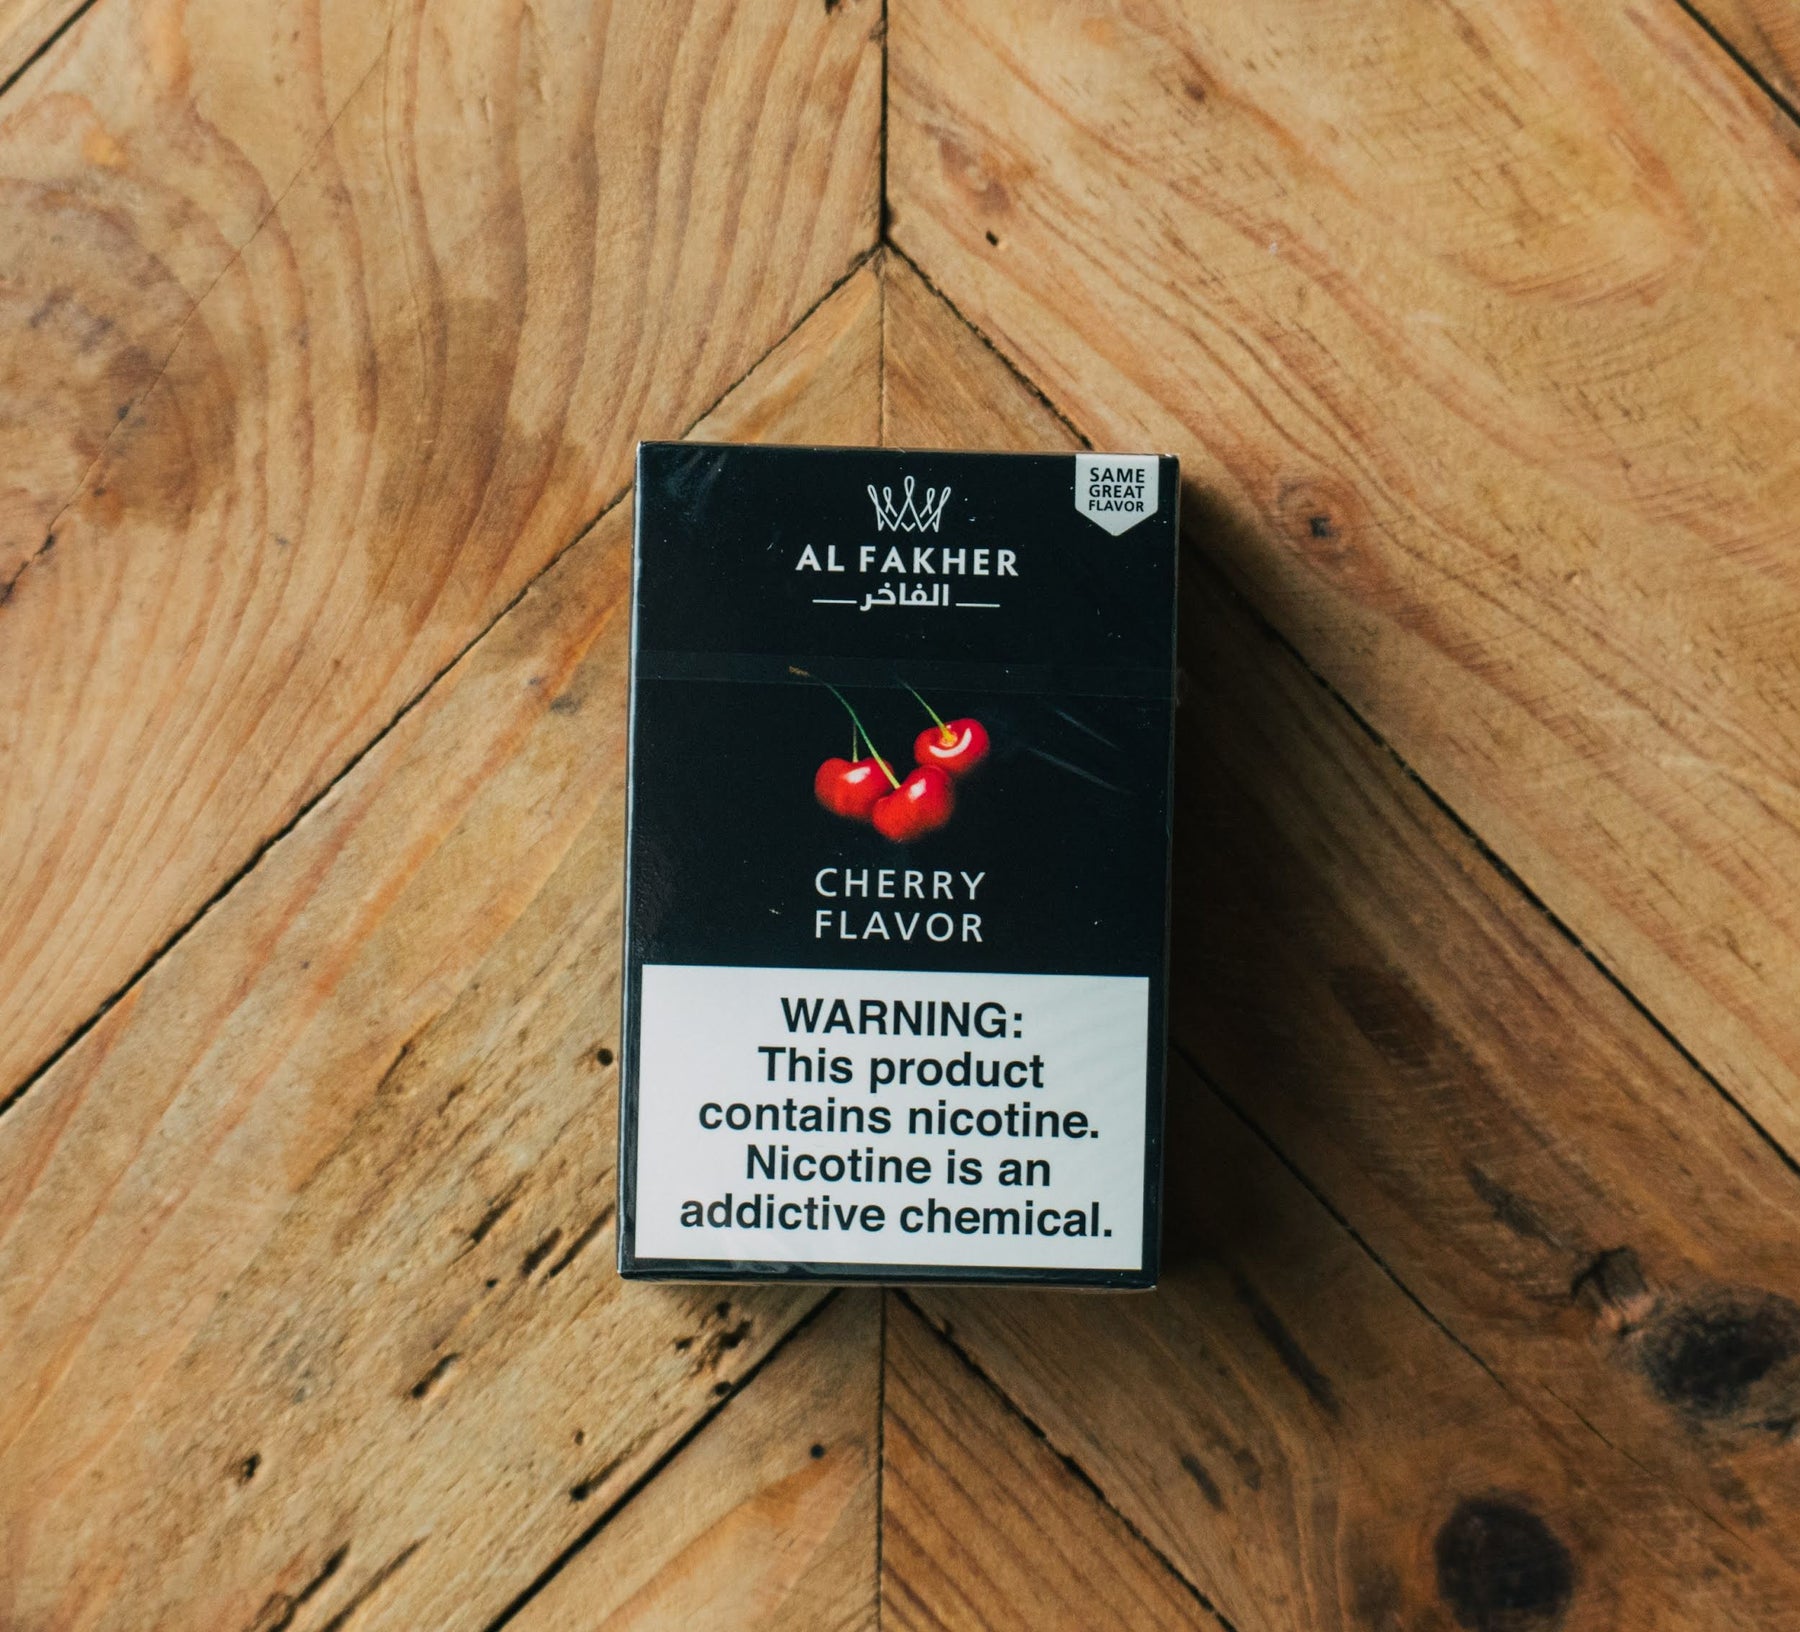 SAME
GREAT
FLAVOR
AL FAKHER
الفاخر
CHERRY
FLAVOR
WARNING:
This product
contains nicotine.
Nicotine is an
addictive chemical.